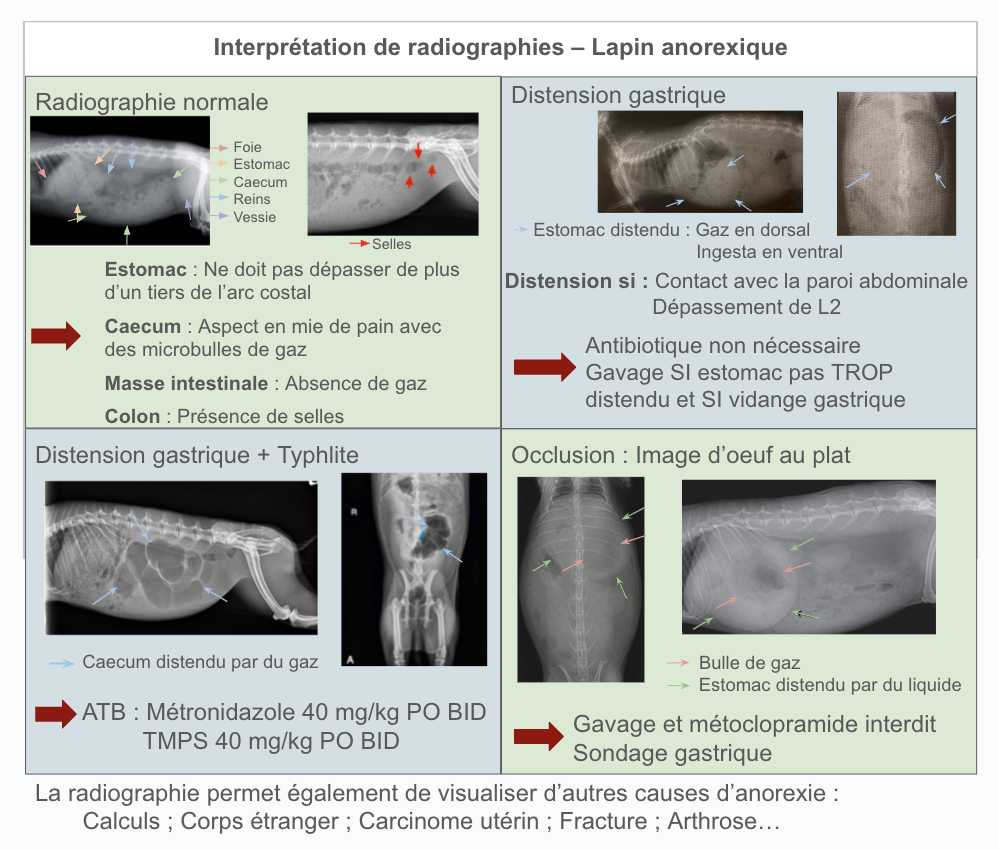 Interprétation de radiographies – Lapin anorexique
Radiographie normale
Foie
Estomac
Caecum
Reins
Vessie
Selles
Estomac : Ne doit pas dépasser de plus
d'un tiers de l'arc costal
Caecum : Aspect en mie de pain avec
des microbulles de gaz
Masse intestinale : Absence de gaz
Colon : Présence de selles
Distension gastrique
Estomac distendu : Gaz en dorsal
Ingesta en ventral
Distension si : Contact avec la paroi abdominale
Dépassement de L2
Antibiotique non nécessaire
Gavage SI estomac pas TROP
distendu et SI vidange gastrique
Distension gastrique + Typhlite
R
A
Caecum distendu par du gaz
ATB : Métronidazole 40 mg/kg PO BID
TMPS 40 mg/kg PO BID
Occlusion : Image d'oeuf au plat
Bulle de gaz
Estomac distendu par du liquide
Gavage et métoclopramide interdit
Sondage gastrique
La radiographie permet également de visualiser d'autres causes d'anorexie :
Calculs ; Corps étranger ; Carcinome utérin ; Fracture ; Arthrose…